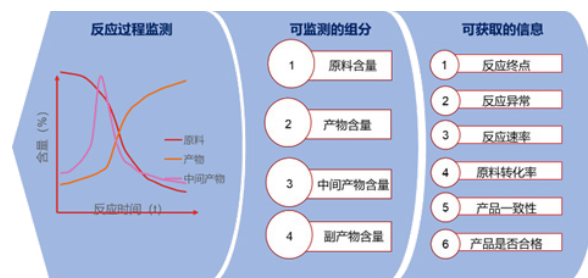 反应过程监测
含量（%）
原料
产物
中间产物
反应时间（t）
可监测的组分
1 原料含量
2 产物含量
3 中间产物含量
4 副产物含量
可获取的信息
1 反应终点
2 反应异常
3 反应速率
4 原料转化率
5 产品一致性
6 产品是否合格